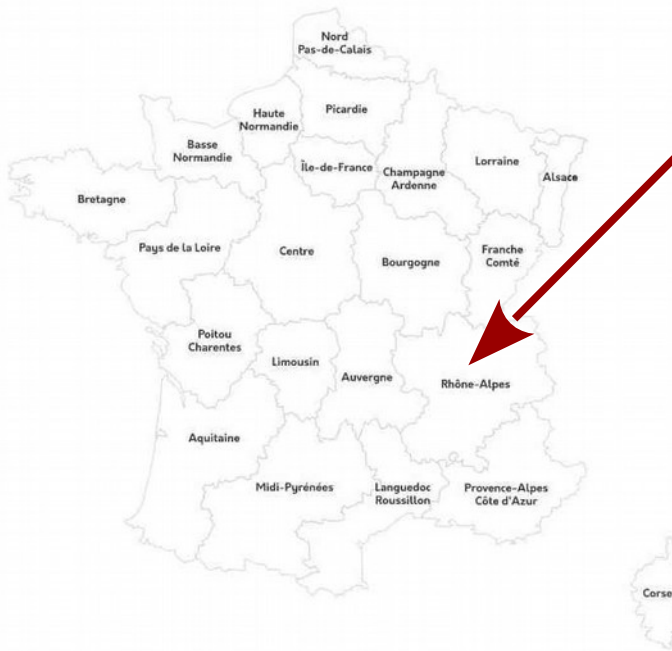 Nord
Pas-de-Calais
Picardie
Haute
Normandie
Basse
Normandie
Île-de-France
Champagne
Ardenne
Lorraine
Alsace
Bretagne
Pays de la Loire
Centre
Bourgogne
Franche
Comté
Poitou
Charentes
Limousin
Auvergne
Rhône-Alpes
Aquitaine
Midi-Pyrénées
Languedoc
Roussillon
Provence-Alpes
Côte d'Azur
Corse